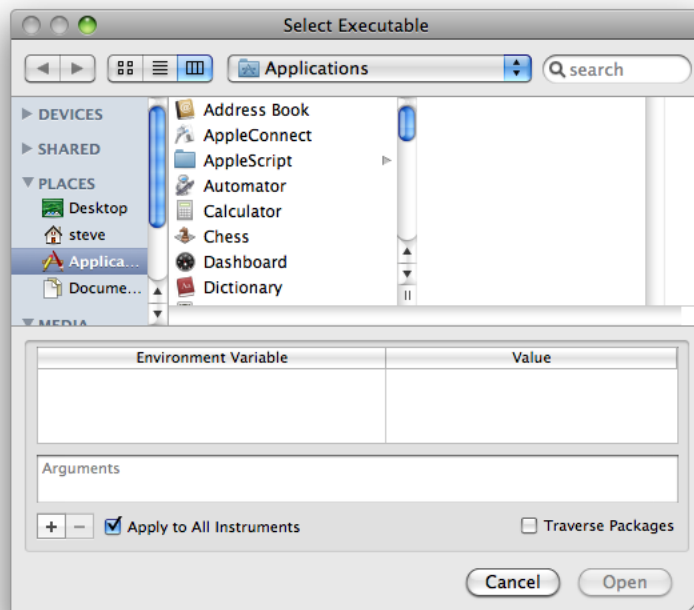 Select Executable
Applications
search
DEVICES
SHARED
PLACES
Desktop
steve
Applica...
Docume...
MEDIA
Address Book
AppleConnect
AppleScript
Automator
Calculator
Chess
Dashboard
Dictionary
Environment Variable Value
Arguments
+ − Apply to All Instruments Traverse Packages
Cancel Open